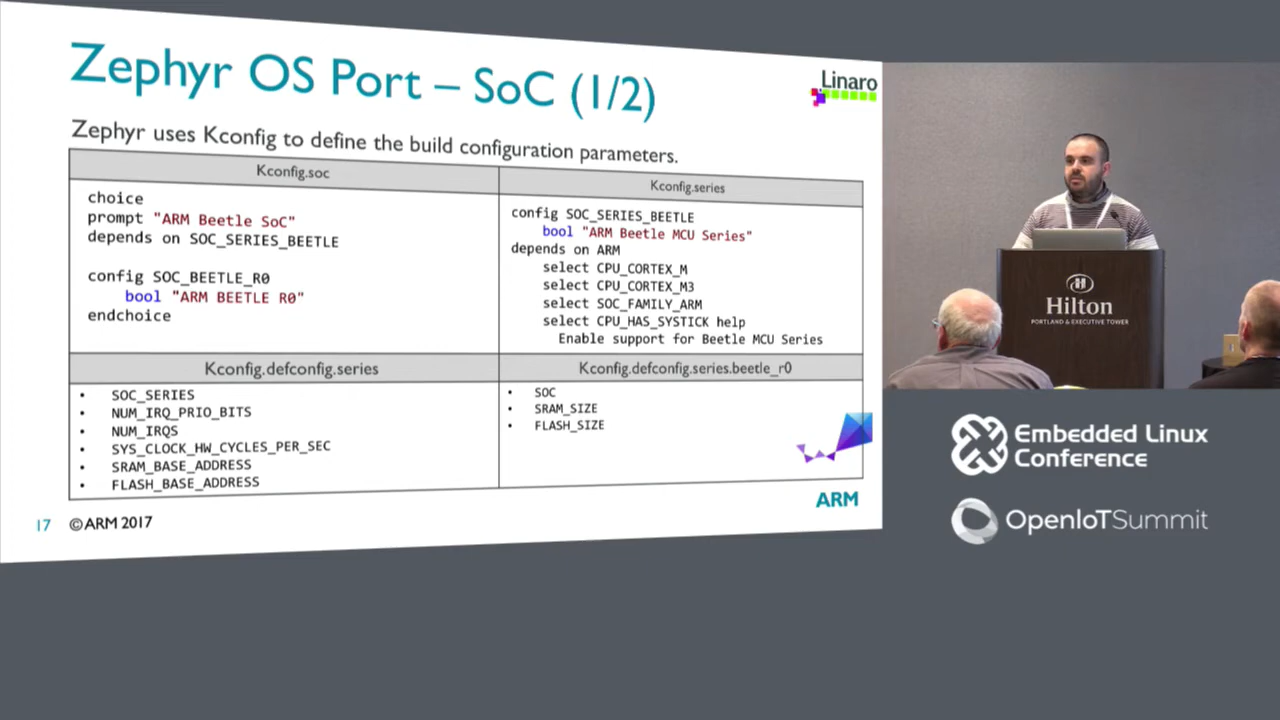 Zephyr OS Port – SoC (1/2)
Linaro
Zephyr uses Kconfig to define the build configuration parameters.
Kconfig.soc
choice
prompt "ARM Beetle SoC"
depends on SOC_SERIES_BEETLE
config SOC_BEETLE_R0
bool "ARM BEETLE R0"
endchoice
Kconfig.series
config SOC_SERIES_BEETLE
bool "ARM Beetle MCU Series"
depends on ARM
select CPU_CORTEX_M
select CPU_CORTEX_M3
select SOC_FAMILY_ARM
select CPU_HAS_SYSTICK help
Enable support for Beetle MCU Series
Kconfig.defconfig.series
• SOC_SERIES
• NUM_IRQ_PRIO_BITS
• NUM_IRQS
• SYS_CLOCK_HW_CYCLES_PER_SEC
• SRAM_BASE_ADDRESS
• FLASH_BASE_ADDRESS
Kconfig.defconfig.series.beetle_r0
• SOC
• SRAM_SIZE
• FLASH_SIZE
ARM
17 ©ARM 2017
Hilton
PORTLAND & EXECUTIVE TOWER
Embedded Linux
Conference
OpenIoTSummit